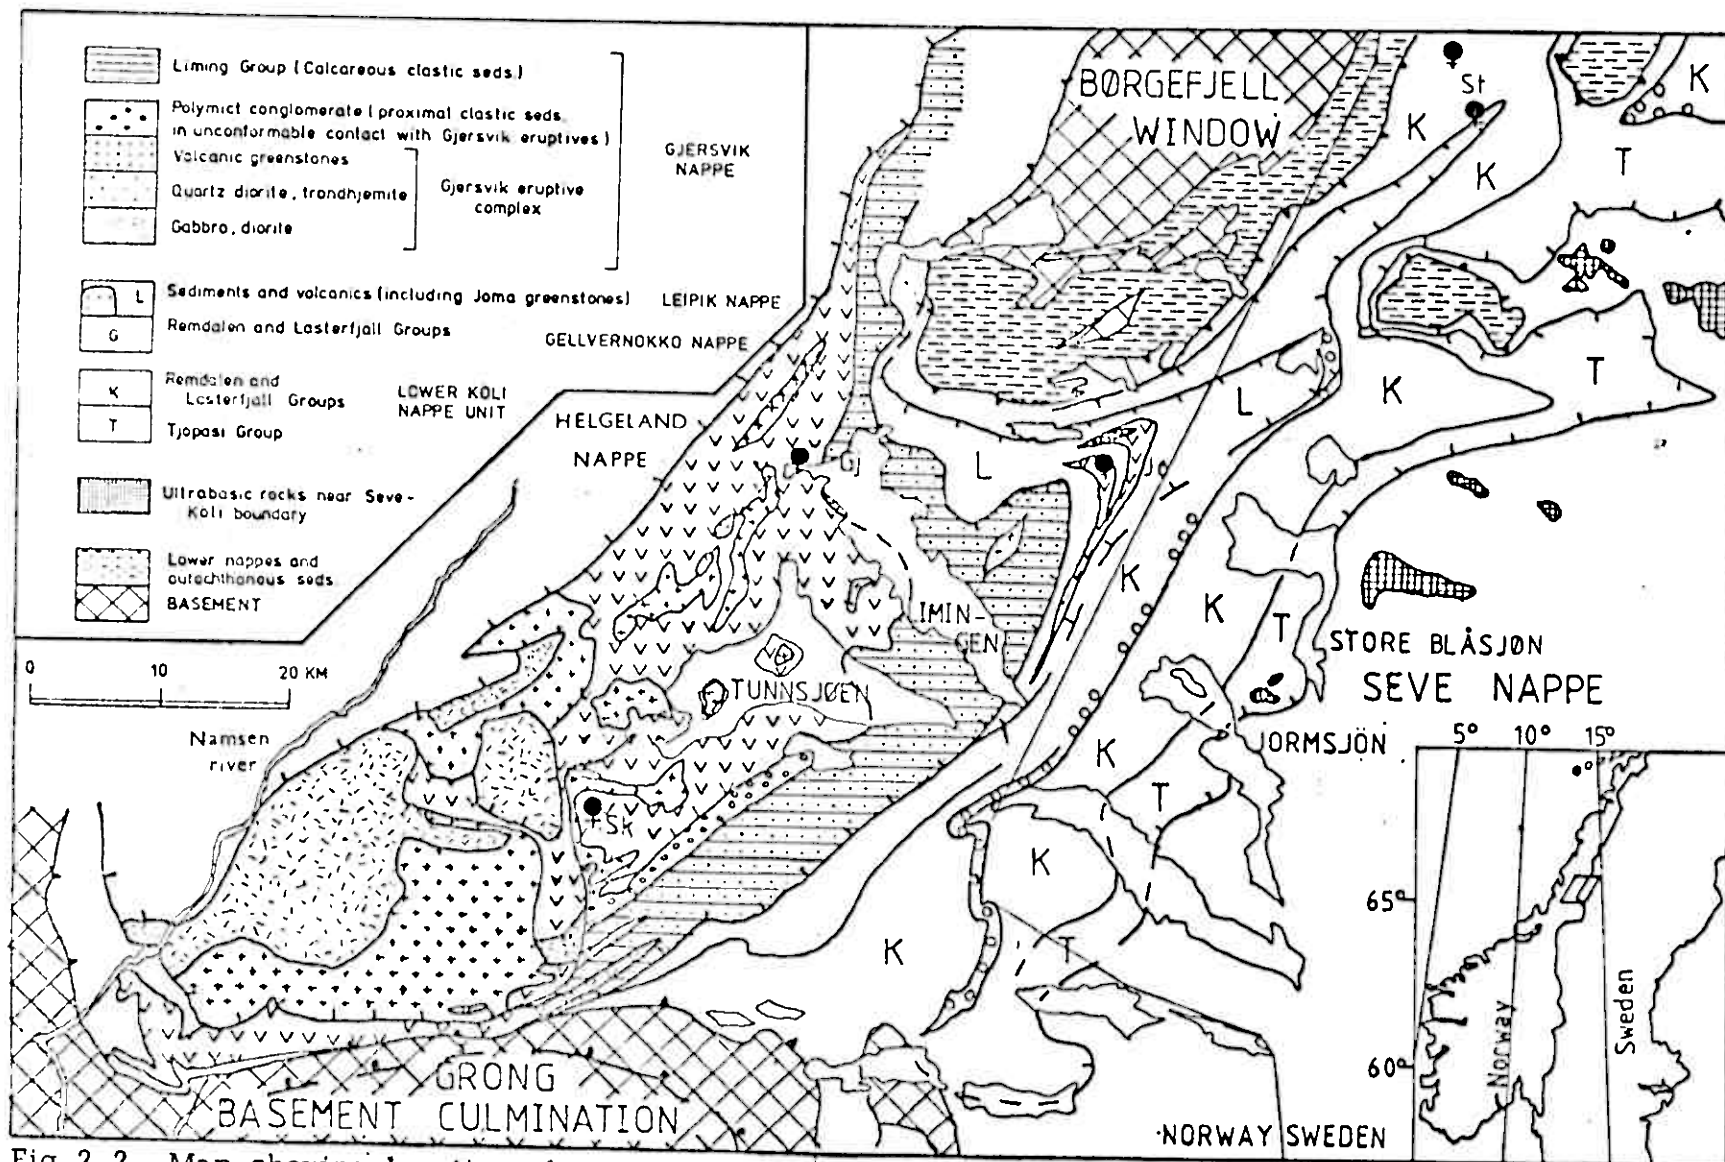 Liming Group (Calcareous clastic seds.)
Polymict conglomerate (proximal clastic seds.
in unconformable contact with Gjersvik eruptives)
Volcanic greenstones
Quartz diorite, trondhjemite
Gabbro, diorite
Gjersvik eruptive
complex
GJERSVIK
NAPPE
L
Sediments and volcanics (including Joma greenstones)
LEIPIK NAPPE
G
Remdalen and Lasterfjall Groups
GELLVERNOKKO NAPPE
K
Remdalen and
Lasterfjall Groups
LOWER KOLI
NAPPE UNIT
T
Tjopasi Group
Ultrabasic rocks near Seve-
Koli boundary
Lower nappes and
autochthonous seds.
BASEMENT
0
10
20 KM
Namsen
river
HELGELAND
NAPPE
BØRGEFJELL
WINDOW
St
K
K
K
T
K
T
L
L
Gj
Jo
K
K
T
K
T
K
K
T
LIMIN-
GEN
TUNNSJØEN
Sk
STORE BLÅSJØN
SEVE NAPPE
JORMSJÖN
GRONG
BASEMENT CULMINATION
NORWAY SWEDEN
5°
10°
15°
65°
60°
Norway
Sweden
Fig 2.2